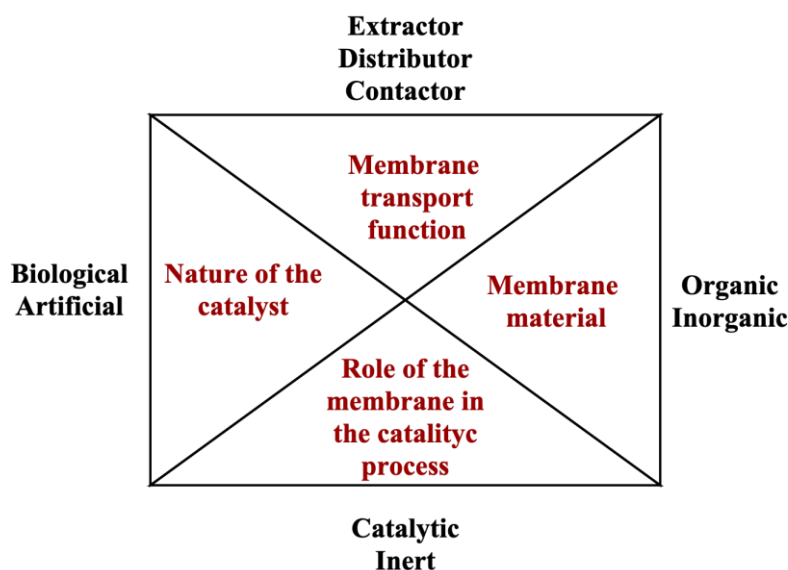 Extractor
Distributor
Contactor
Membrane
transport
function
Biological
Artificial
Nature of the
catalyst
Membrane
material
Organic
Inorganic
Role of the
membrane in
the catalityc
process
Catalytic
Inert